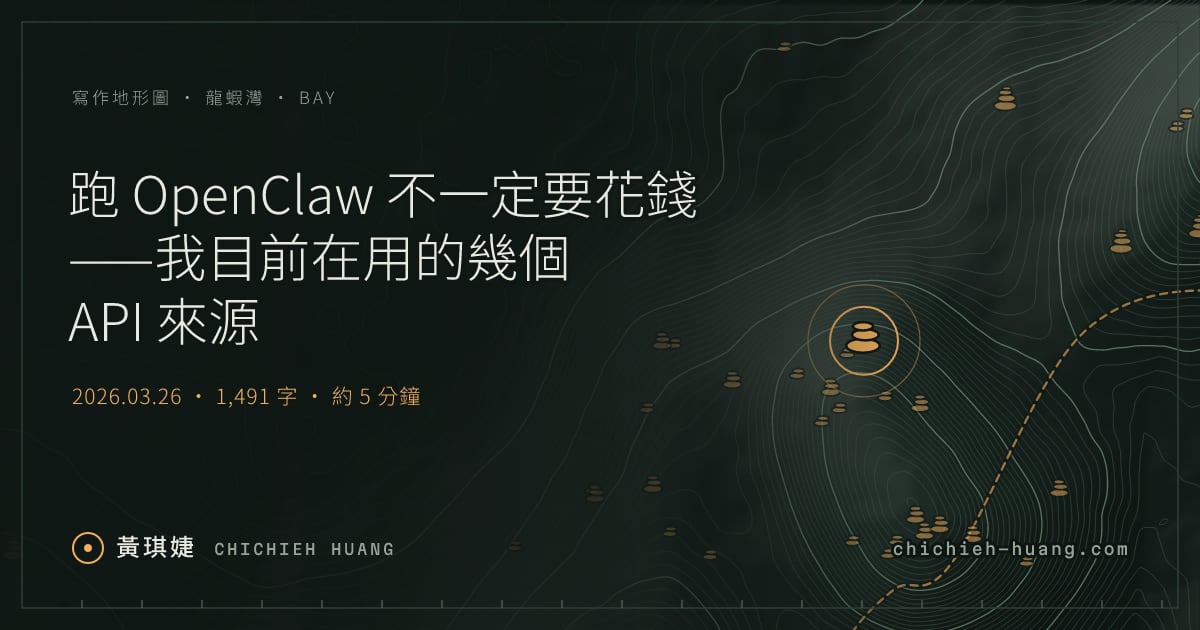 寫作地形圖 · 龍蝦灣 · BAY
跑 OpenClaw 不一定要花錢
——我目前在用的幾個
API 來源
2026.03.26 · 1,491 字 · 約 5 分鐘
黃琪婕 CHICHIEH HUANG
chichieh-huang.com